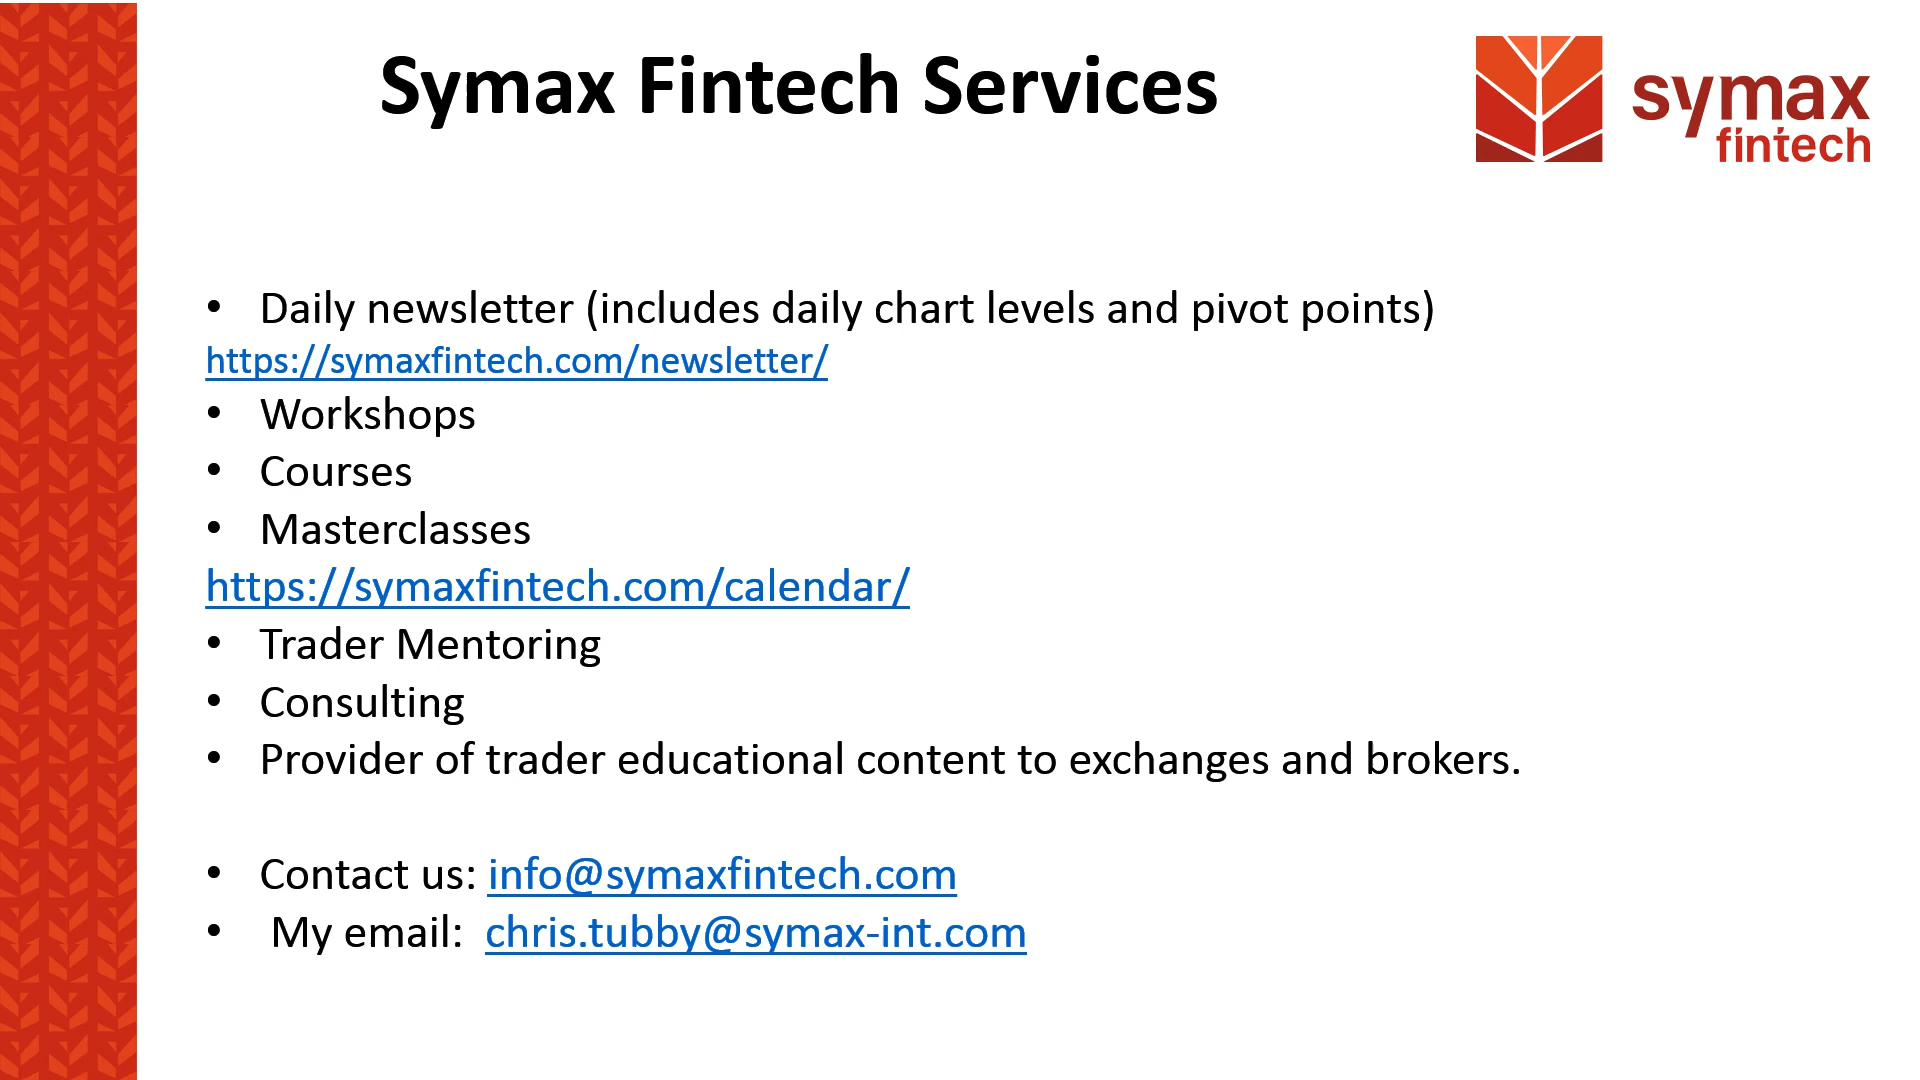 Symax Fintech Services
symax
fintech
• Daily newsletter (includes daily chart levels and pivot points)
https://symaxfintech.com/newsletter/
• Workshops
• Courses
• Masterclasses
https://symaxfintech.com/calendar/
• Trader Mentoring
• Consulting
• Provider of trader educational content to exchanges and brokers.
• Contact us: info@symaxfintech.com
• My email: chris.tubby@symax-int.com